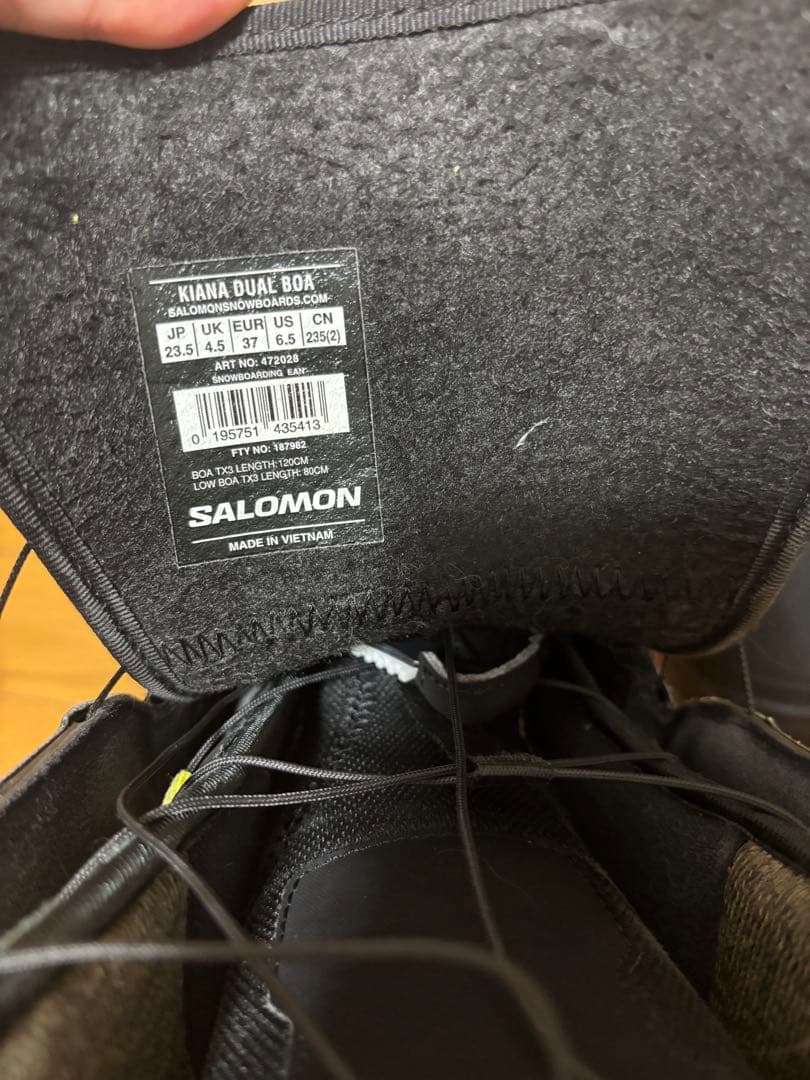 KIANA DUAL BOA
SALOMONSNOWBOARDS.COM
JP UK EUR US CN
23.5 4.5 37 6.5 235(2)
ART NO: 472028
SNOWBOARDING EAN:
0 195751 435413
FTY NO: 187982
BOA TX3 LENGTH:120CM
LOW BOA TX3 LENGTH: 80CM
SALOMON
MADE IN VIETNAM